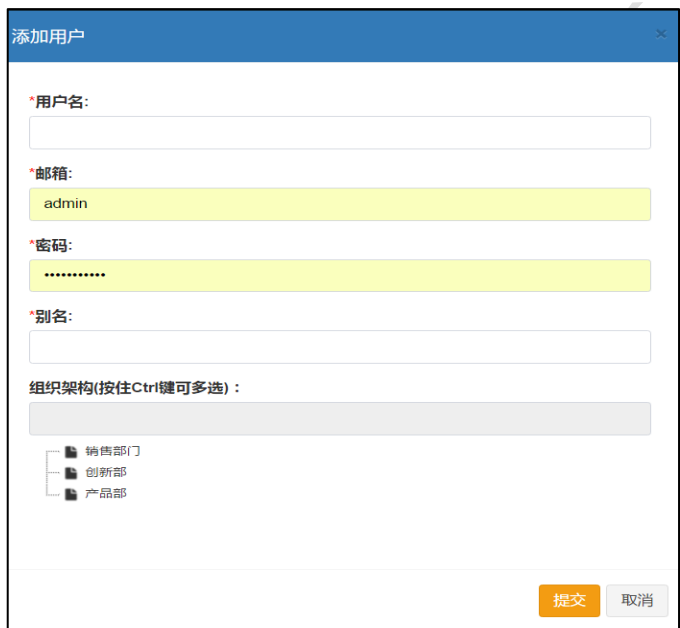 添加用户
×
*用户名:
*邮箱:
admin
*密码:
•••••••••••
*别名:
组织架构(按住Ctrl键可多选)：
销售部门
创新部
产品部
提交 取消